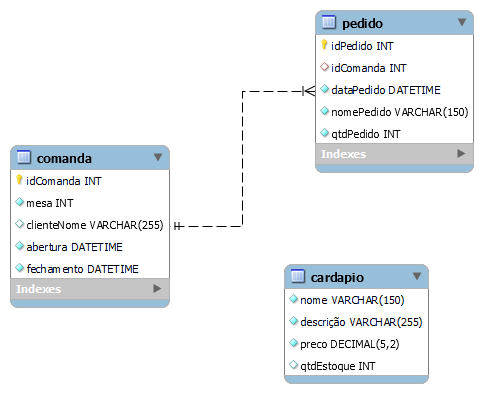 pedido
idPedido INT
idComanda INT
dataPedido DATETIME
nomePedido VARCHAR(150)
qtdPedido INT
Indexes
comanda
idComanda INT
mesa INT
clienteNome VARCHAR(255)
abertura DATETIME
fechamento DATETIME
Indexes
cardapio
nome VARCHAR(150)
descrição VARCHAR(255)
preco DECIMAL(5,2)
qtdEstoque INT